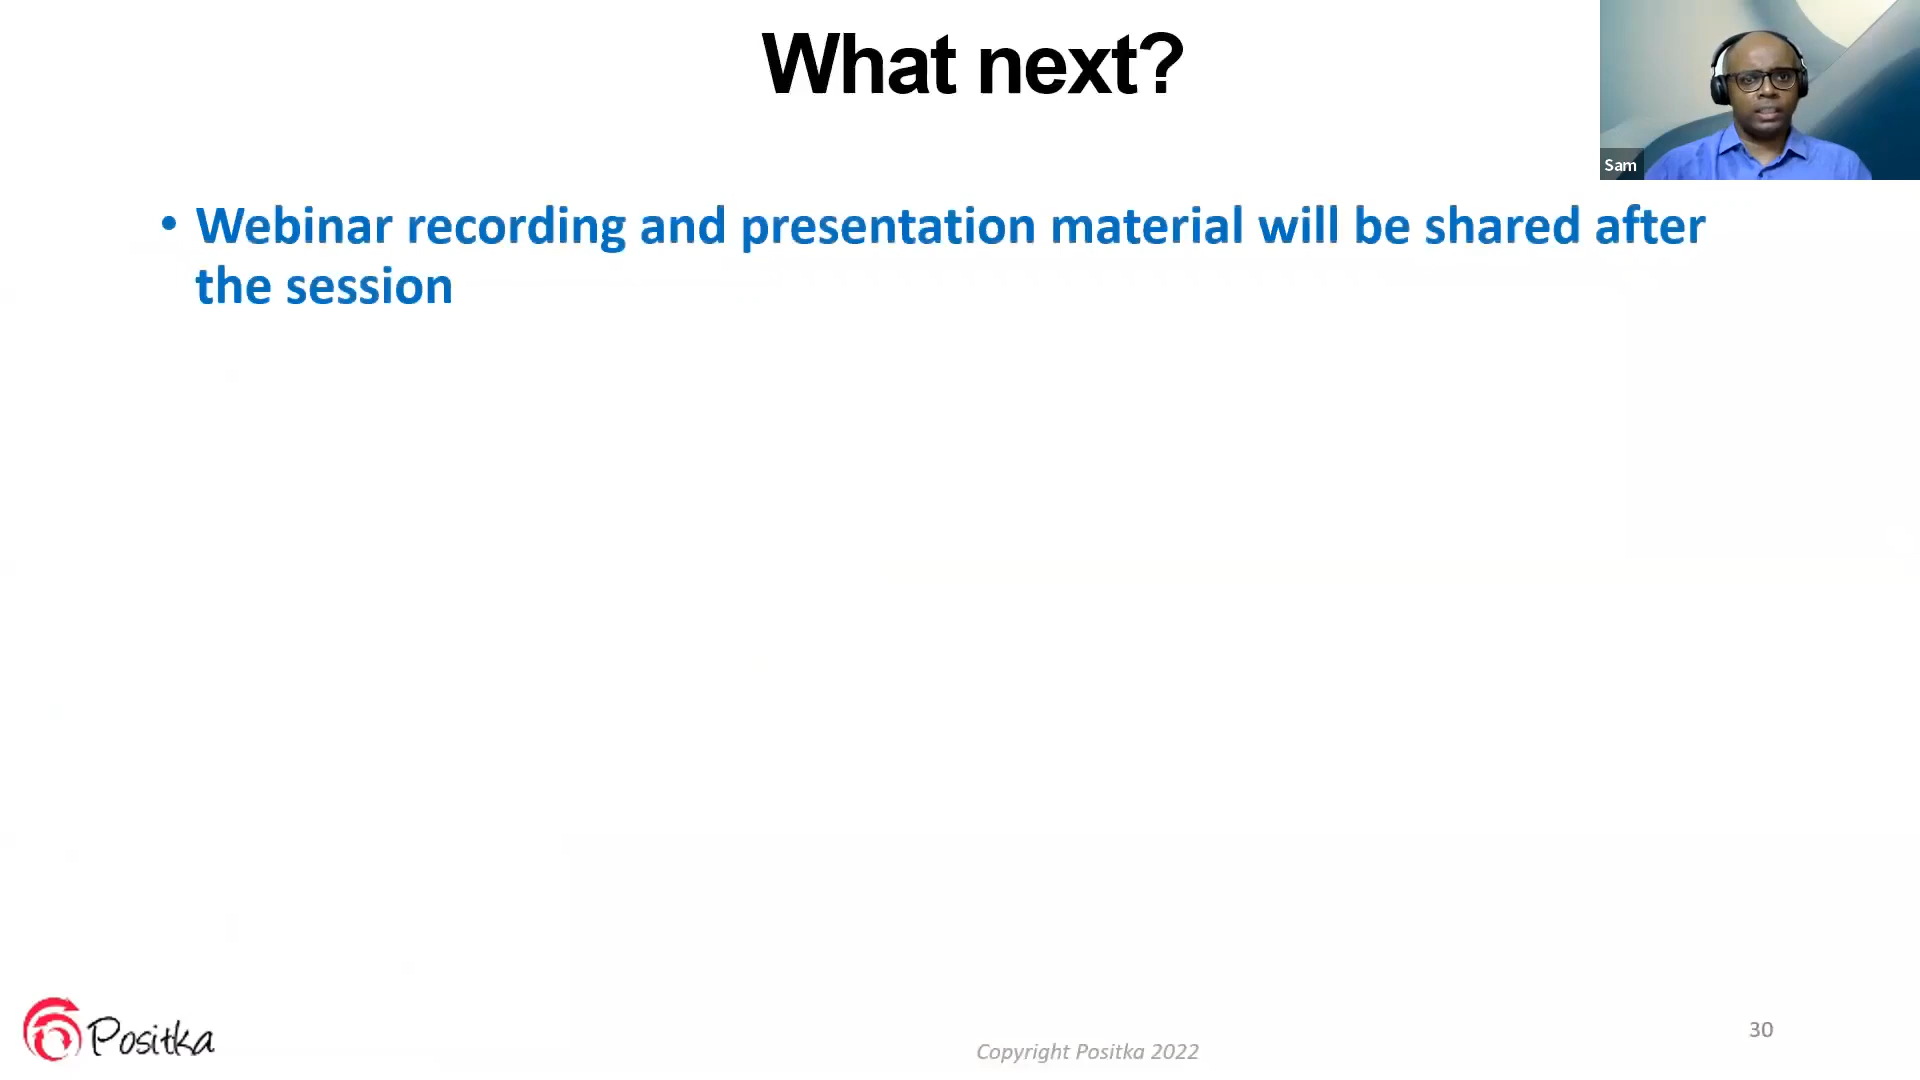 What next?
Sam
• Webinar recording and presentation material will be shared after
the session
Positka
Copyright Positka 2022
30